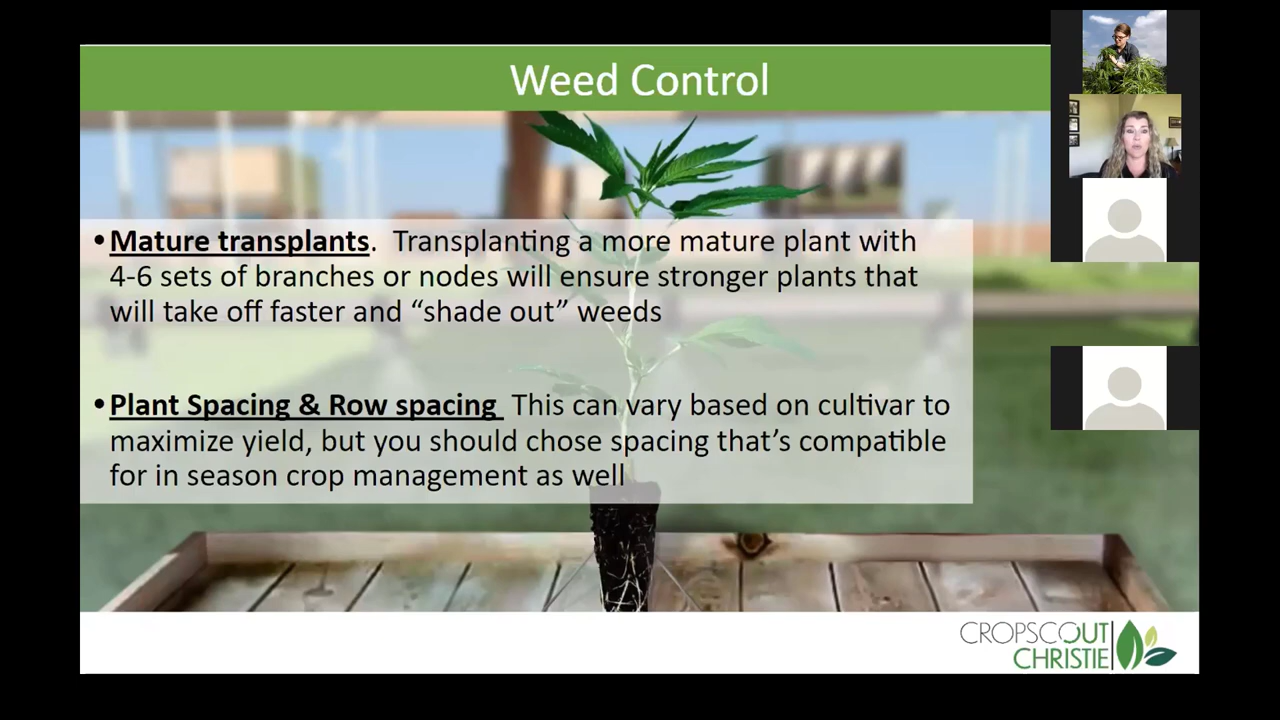 Weed Control
•Mature transplants. Transplanting a more mature plant with
4-6 sets of branches or nodes will ensure stronger plants that
will take off faster and “shade out” weeds
•Plant Spacing & Row spacing This can vary based on cultivar to
maximize yield, but you should chose spacing that’s compatible
for in season crop management as well
CROPSCOUT
CHRISTIE